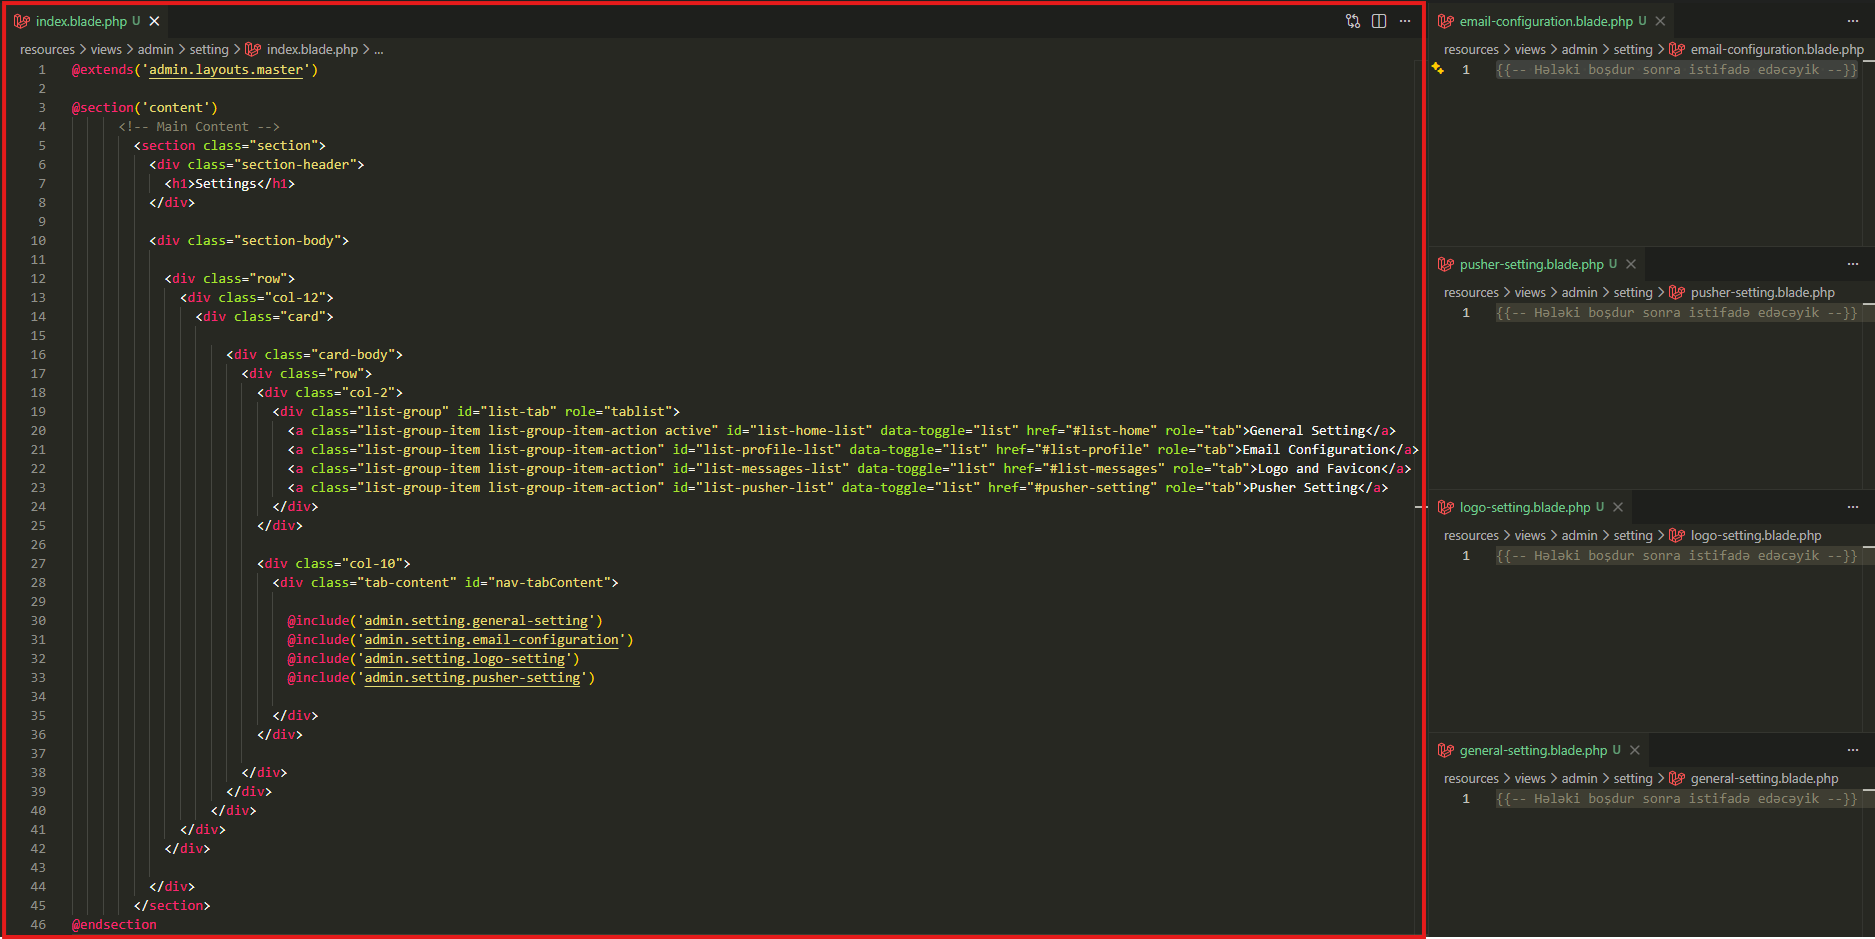 index.blade.php U
resources > views > admin > setting > index.blade.php > ...
1 @extends('admin.layouts.master')
2
3 @section('content')
4 <!-- Main Content -->
5 <section class="section">
6 <div class="section-header">
7 <h1>Settings</h1>
8 </div>
9
10 <div class="section-body">
11
12 <div class="row">
13 <div class="col-12">
14 <div class="card">
15
16 <div class="card-body">
17 <div class="row">
18 <div class="col-2">
19 <div class="list-group" id="list-tab" role="tablist">
20 <a class="list-group-item list-group-item-action active" id="list-home-list" data-toggle="list" href="#list-home" role="tab">General Setting</a>
21 <a class="list-group-item list-group-item-action" id="list-profile-list" data-toggle="list" href="#list-profile" role="tab">Email Configuration</a>
22 <a class="list-group-item list-group-item-action" id="list-messages-list" data-toggle="list" href="#list-messages" role="tab">Logo and Favicon</a>
23 <a class="list-group-item list-group-item-action" id="list-pusher-list" data-toggle="list" href="#pusher-setting" role="tab">Pusher Setting</a>
24 </div>
25 </div>
26
27 <div class="col-10">
28 <div class="tab-content" id="nav-tabContent">
29
30 @include('admin.setting.general-setting')
31 @include('admin.setting.email-configuration')
32 @include('admin.setting.logo-setting')
33 @include('admin.setting.pusher-setting')
34
35 </div>
36 </div>
37
38 </div>
39 </div>
40 </div>
41 </div>
42 </div>
43
44 </div>
45 </section>
46 @endsection
email-configuration.blade.php U
resources > views > admin > setting > email-configuration.blade.php
1 {{-- Hələki boşdur sonra istifadə edəcəyik --}}
pusher-setting.blade.php U
resources > views > admin > setting > pusher-setting.blade.php
1 {{-- Hələki boşdur sonra istifadə edəcəyik --}}
logo-setting.blade.php U
resources > views > admin > setting > logo-setting.blade.php
1 {{-- Hələki boşdur sonra istifadə edəcəyik --}}
general-setting.blade.php U
resources > views > admin > setting > general-setting.blade.php
1 {{-- Hələki boşdur sonra istifadə edəcəyik --}}